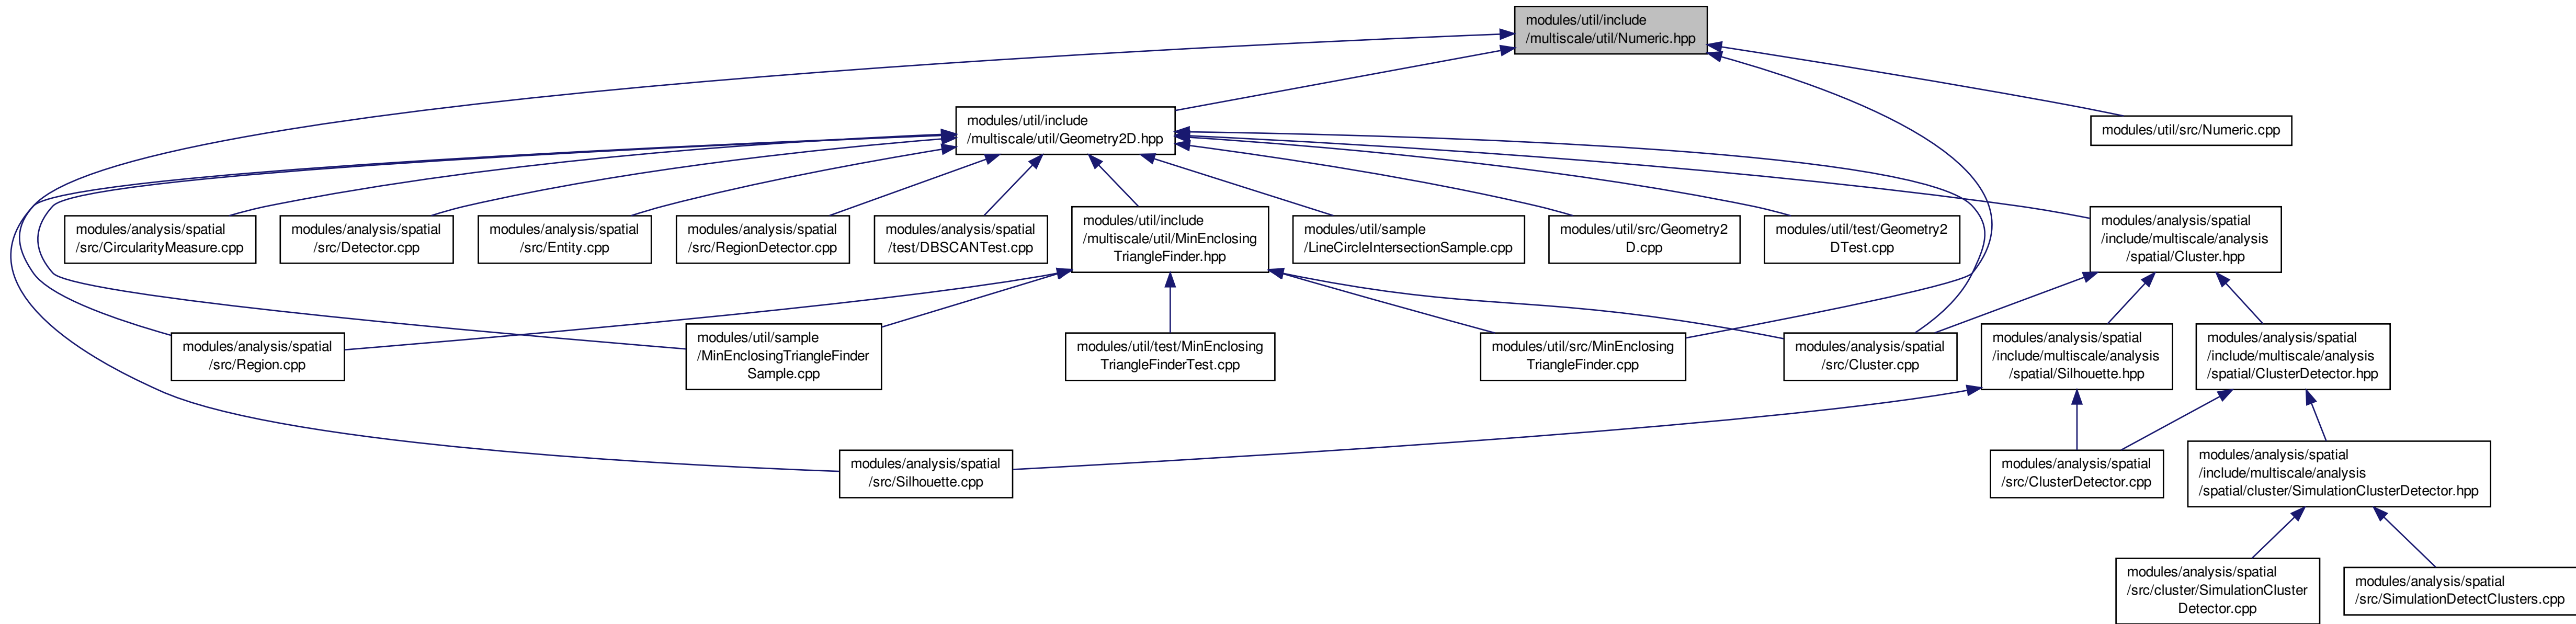 modules/util/include
/multiscale/util/Numeric.hpp
modules/util/include
/multiscale/util/Geometry2D.hpp
modules/util/src/Numeric.cpp
modules/analysis/spatial
/src/CircularityMeasure.cpp
modules/analysis/spatial
/src/Detector.cpp
modules/analysis/spatial
/src/Entity.cpp
modules/analysis/spatial
/src/RegionDetector.cpp
modules/analysis/spatial
/test/DBSCANTest.cpp
modules/util/include
/multiscale/util/MinEnclosing
TriangleFinder.hpp
modules/util/sample
/LineCircleIntersectionSample.cpp
modules/util/src/Geometry2
D.cpp
modules/util/test/Geometry2
DTest.cpp
modules/analysis/spatial
/include/multiscale/analysis
/spatial/Cluster.hpp
modules/analysis/spatial
/src/Region.cpp
modules/util/sample
/MinEnclosingTriangleFinder
Sample.cpp
modules/util/test/MinEnclosing
TriangleFinderTest.cpp
modules/util/src/MinEnclosing
TriangleFinder.cpp
modules/analysis/spatial
/src/Cluster.cpp
modules/analysis/spatial
/include/multiscale/analysis
/spatial/Silhouette.hpp
modules/analysis/spatial
/include/multiscale/analysis
/spatial/ClusterDetector.hpp
modules/analysis/spatial
/src/Silhouette.cpp
modules/analysis/spatial
/src/ClusterDetector.cpp
modules/analysis/spatial
/include/multiscale/analysis
/spatial/cluster/SimulationClusterDetector.hpp
modules/analysis/spatial
/src/cluster/SimulationCluster
Detector.cpp
modules/analysis/spatial
/src/SimulationDetectClusters.cpp